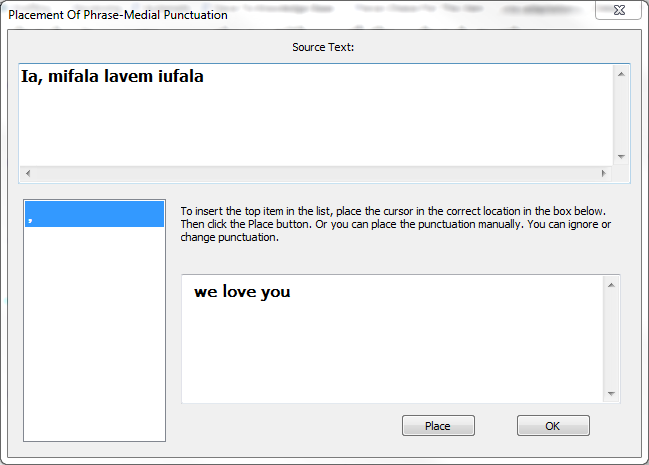 Placement Of Phrase-Medial Punctuation
Source Text:
Ia, mifala lavem iufala
,
To insert the top item in the list, place the cursor in the correct location in the box below.
Then click the Place button. Or you can place the punctuation manually. You can ignore or
change punctuation.
we love you
Place
OK